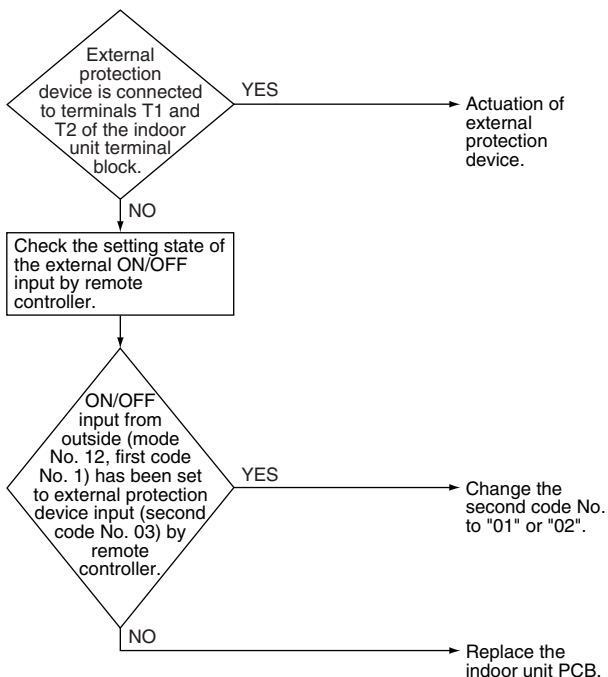 External
protection
device is connected
to terminals T1 and
T2 of the indoor
unit terminal
block.
YES
Actuation of
external
protection
device.
NO
Check the setting state of
the external ON/OFF
input by remote
controller.
ON/OFF
input from
outside (mode
No. 12, first code
No. 1) has been set
to external protection
device input (second
code No. 03) by
remote
controller.
YES
Change the
second code No.
to "01" or "02".
NO
Replace the
indoor unit PCB.